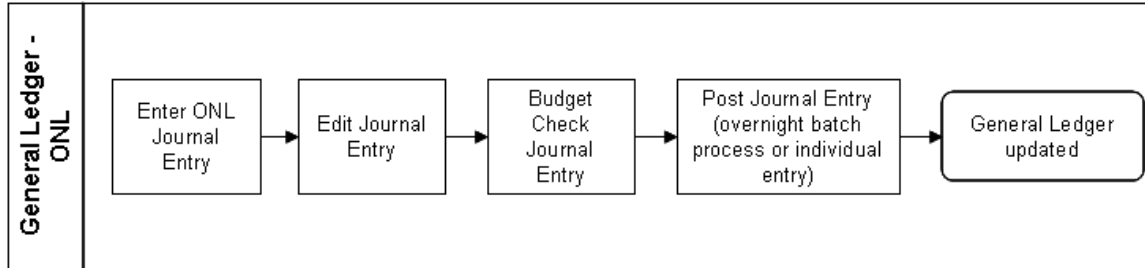 General Ledger -
ONL
Enter ONL
Journal
Entry
Edit Journal
Entry
Budget
Check
Journal
Entry
Post Journal Entry
(overnight batch
process or individual
entry)
General Ledger
updated